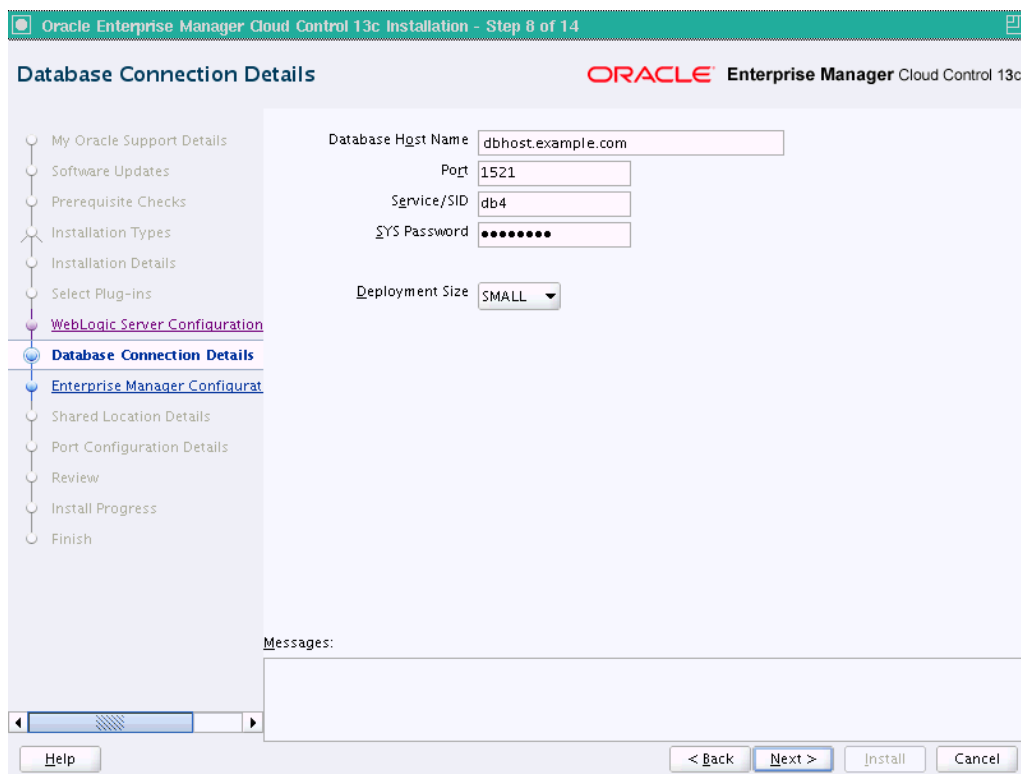 Oracle Enterprise Manager Cloud Control 13c Installation - Step 8 of 14
Database Connection Details
ORACLE Enterprise Manager Cloud Control 13c
My Oracle Support Details
Software Updates
Prerequisite Checks
Installation Types
Installation Details
Select Plug-ins
WebLogic Server Configuration
Database Connection Details
Enterprise Manager Configurat
Shared Location Details
Port Configuration Details
Review
Install Progress
Finish
Database Host Name dbhost.example.com
Port 1521
Service/SID db4
SYS Password ••••••••
Deployment Size SMALL
Messages:
Help
< Back Next > Install Cancel